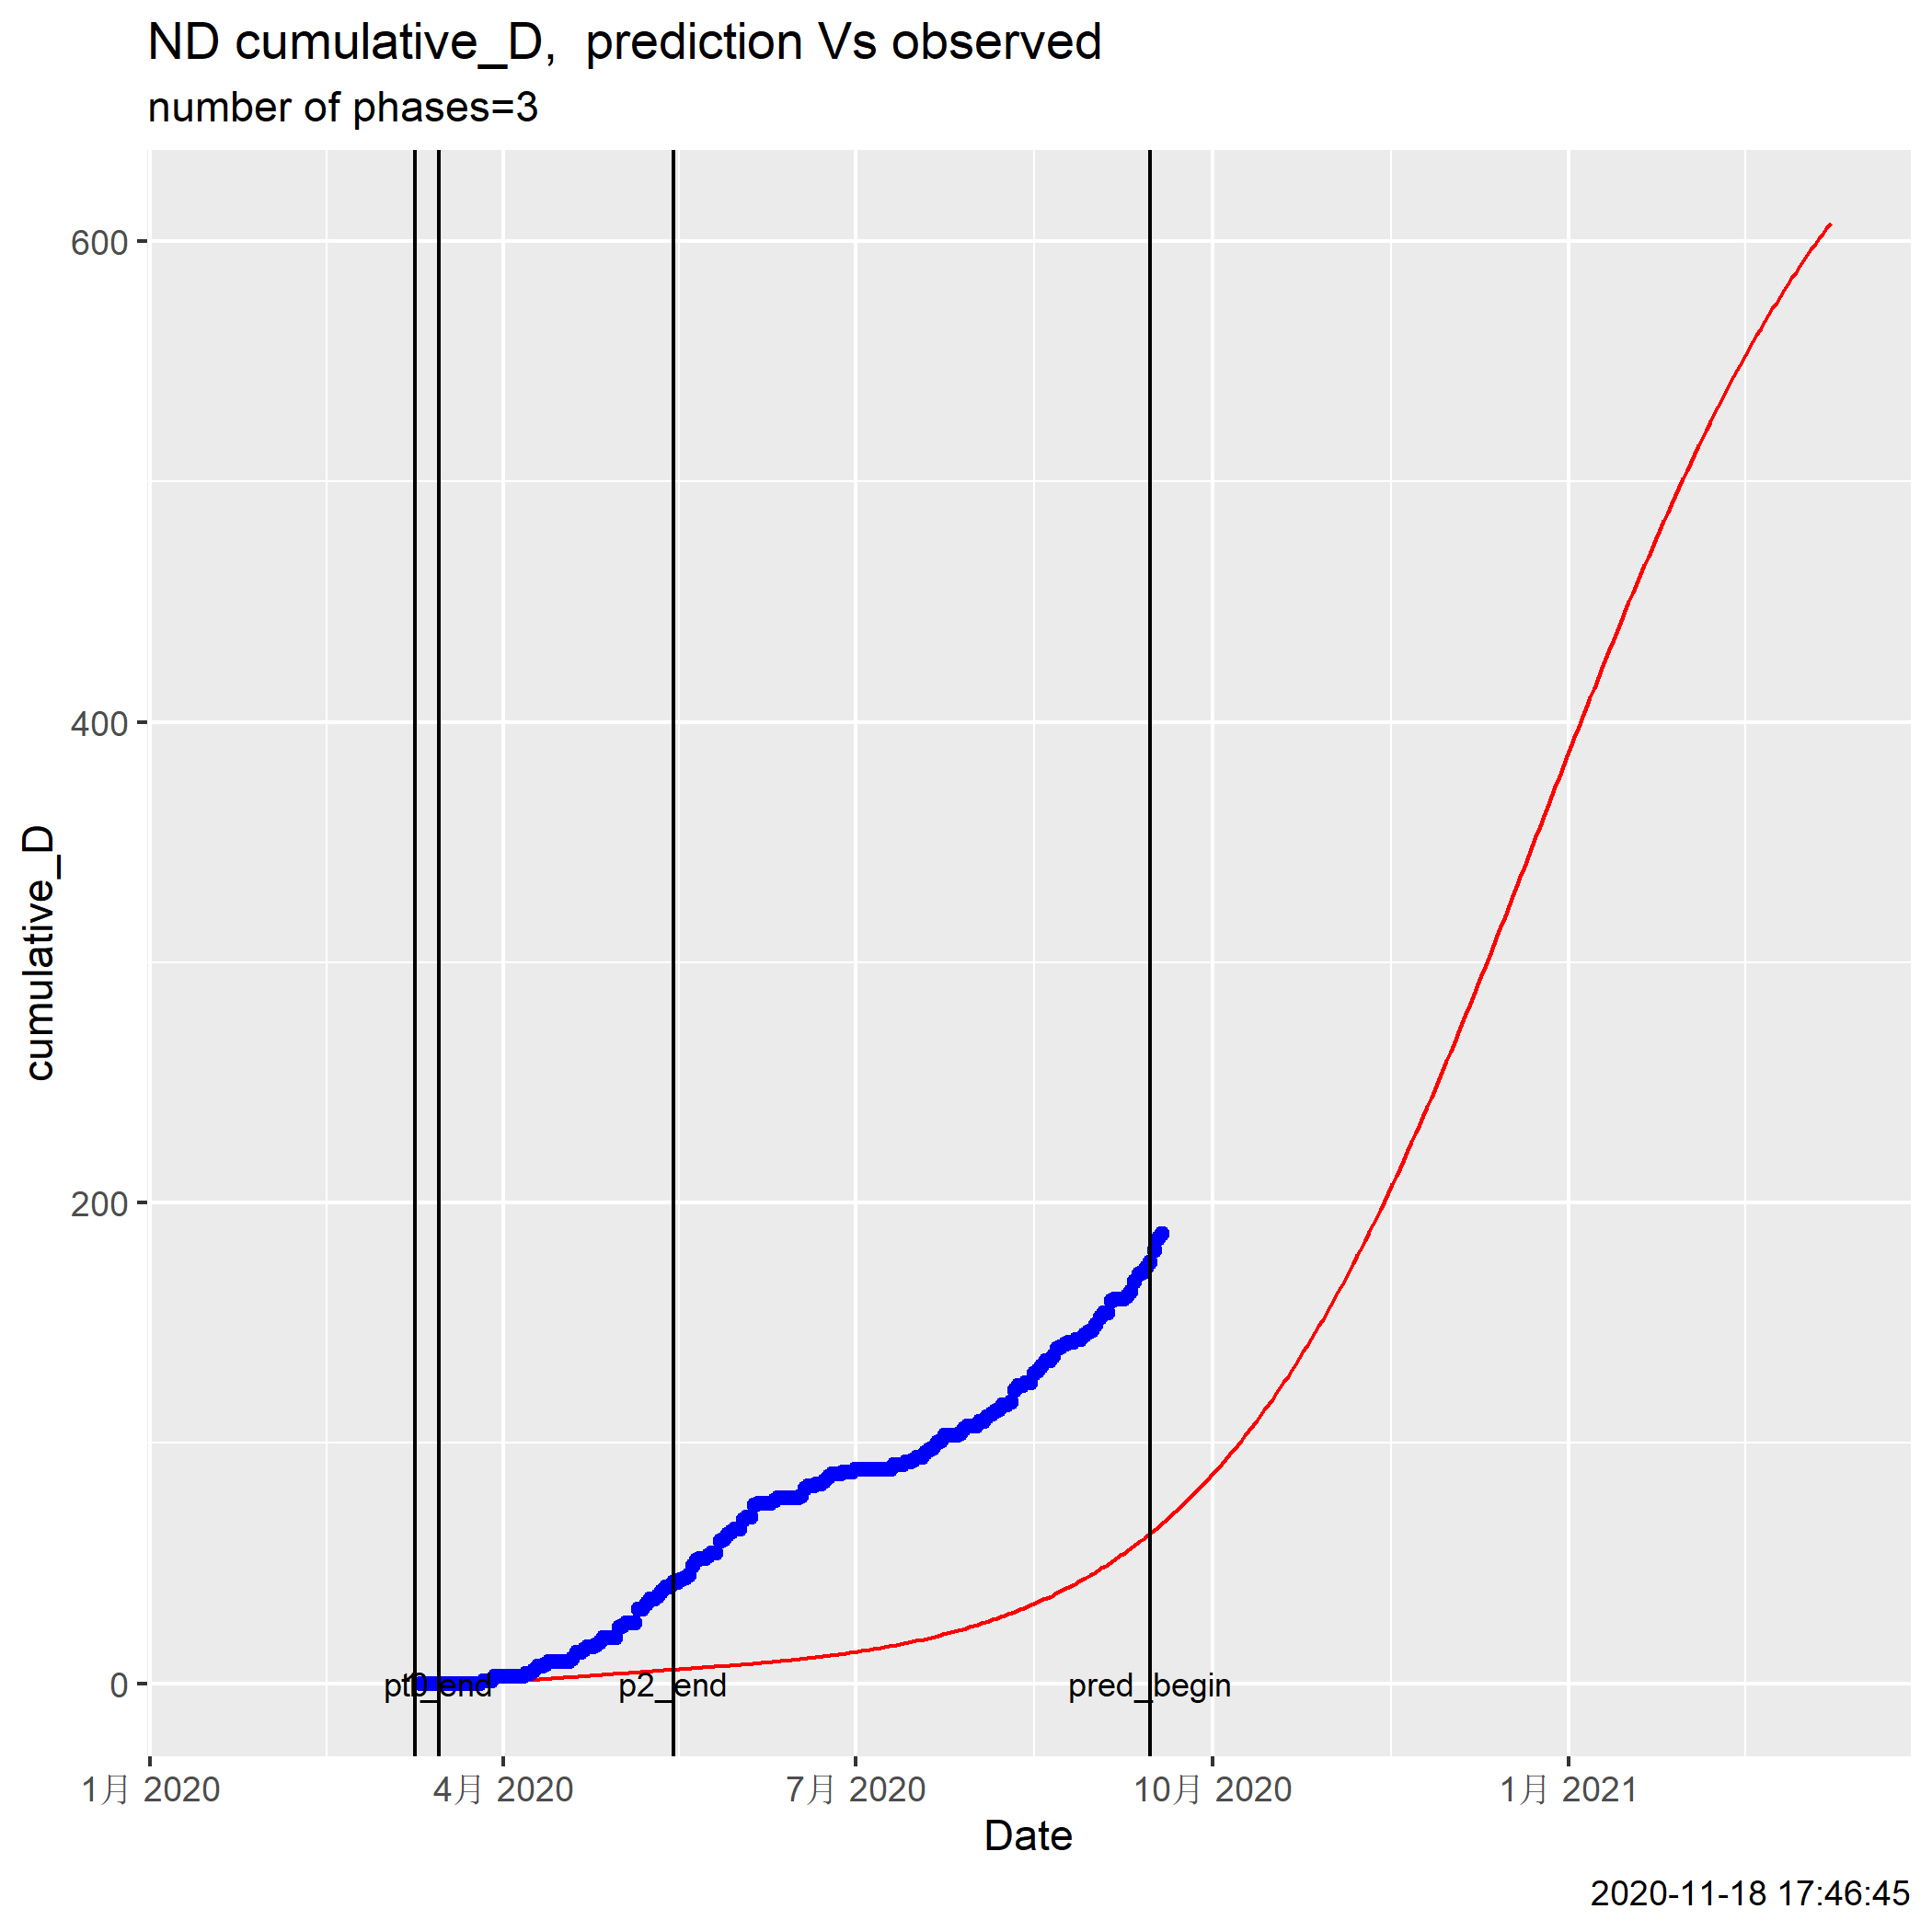 ND cumulative_D,  prediction Vs observed
number of phases=3
600
400
200
0
cumulative_D
p2_end
pred_begin
1月 2020
4月 2020
7月 2020
10月 2020
1月 2021
Date
2020-11-18 17:46:45